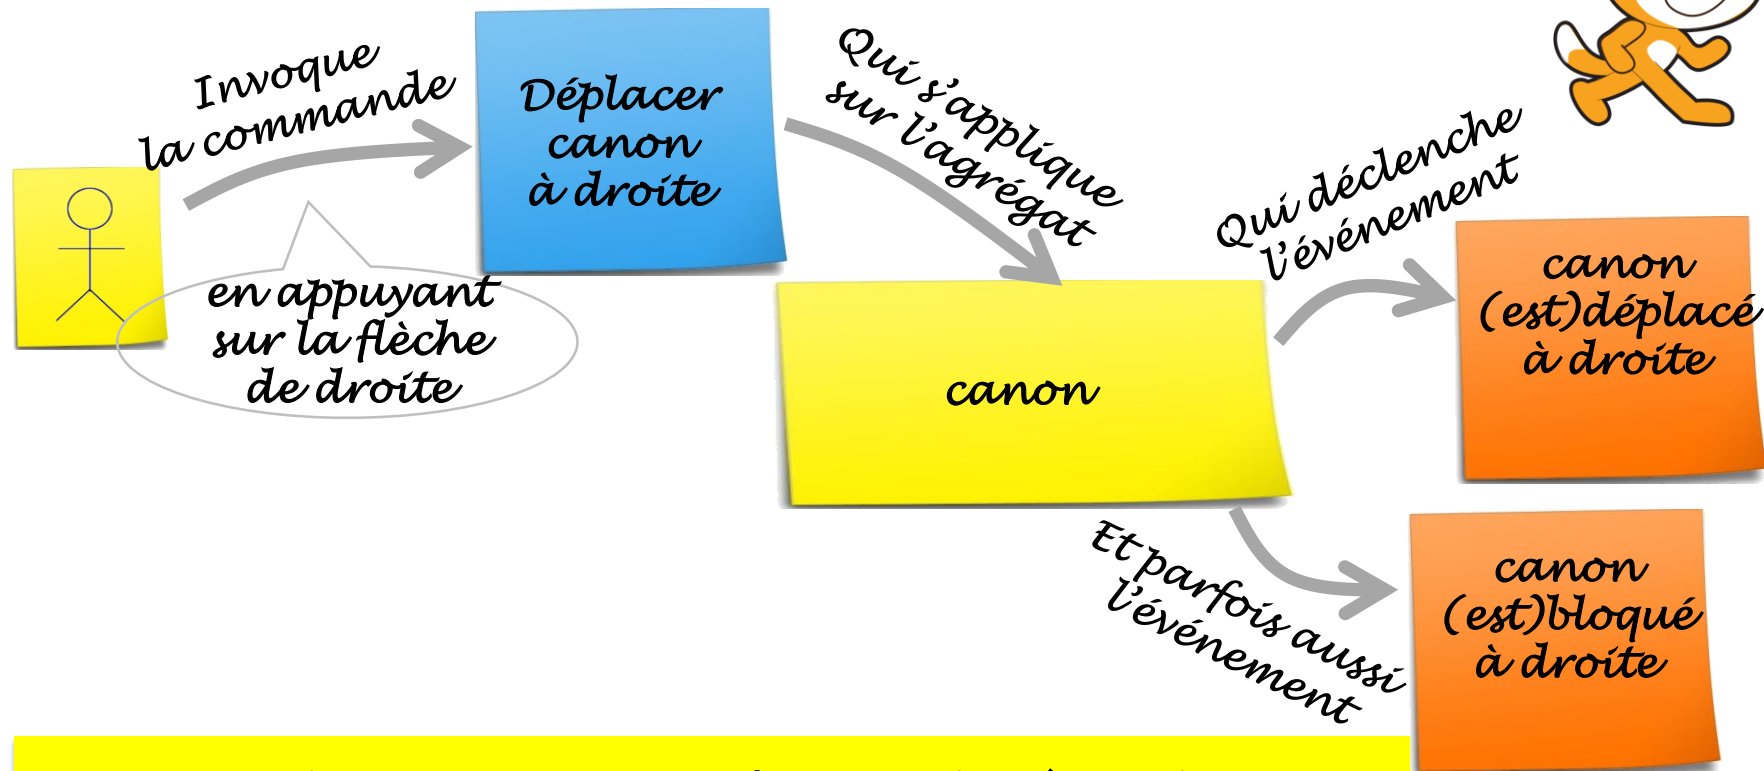 Invoque
la commande
en appuyant
sur la flèche
de droite
Déplacer
canon
à droite
Qui s'applique
sur l'agrégat
canon
Qui déclenche
l'événement
canon
(est)déplacé
à droite
Et parfois aussi
l'événement
canon
(est)bloqué
à droite